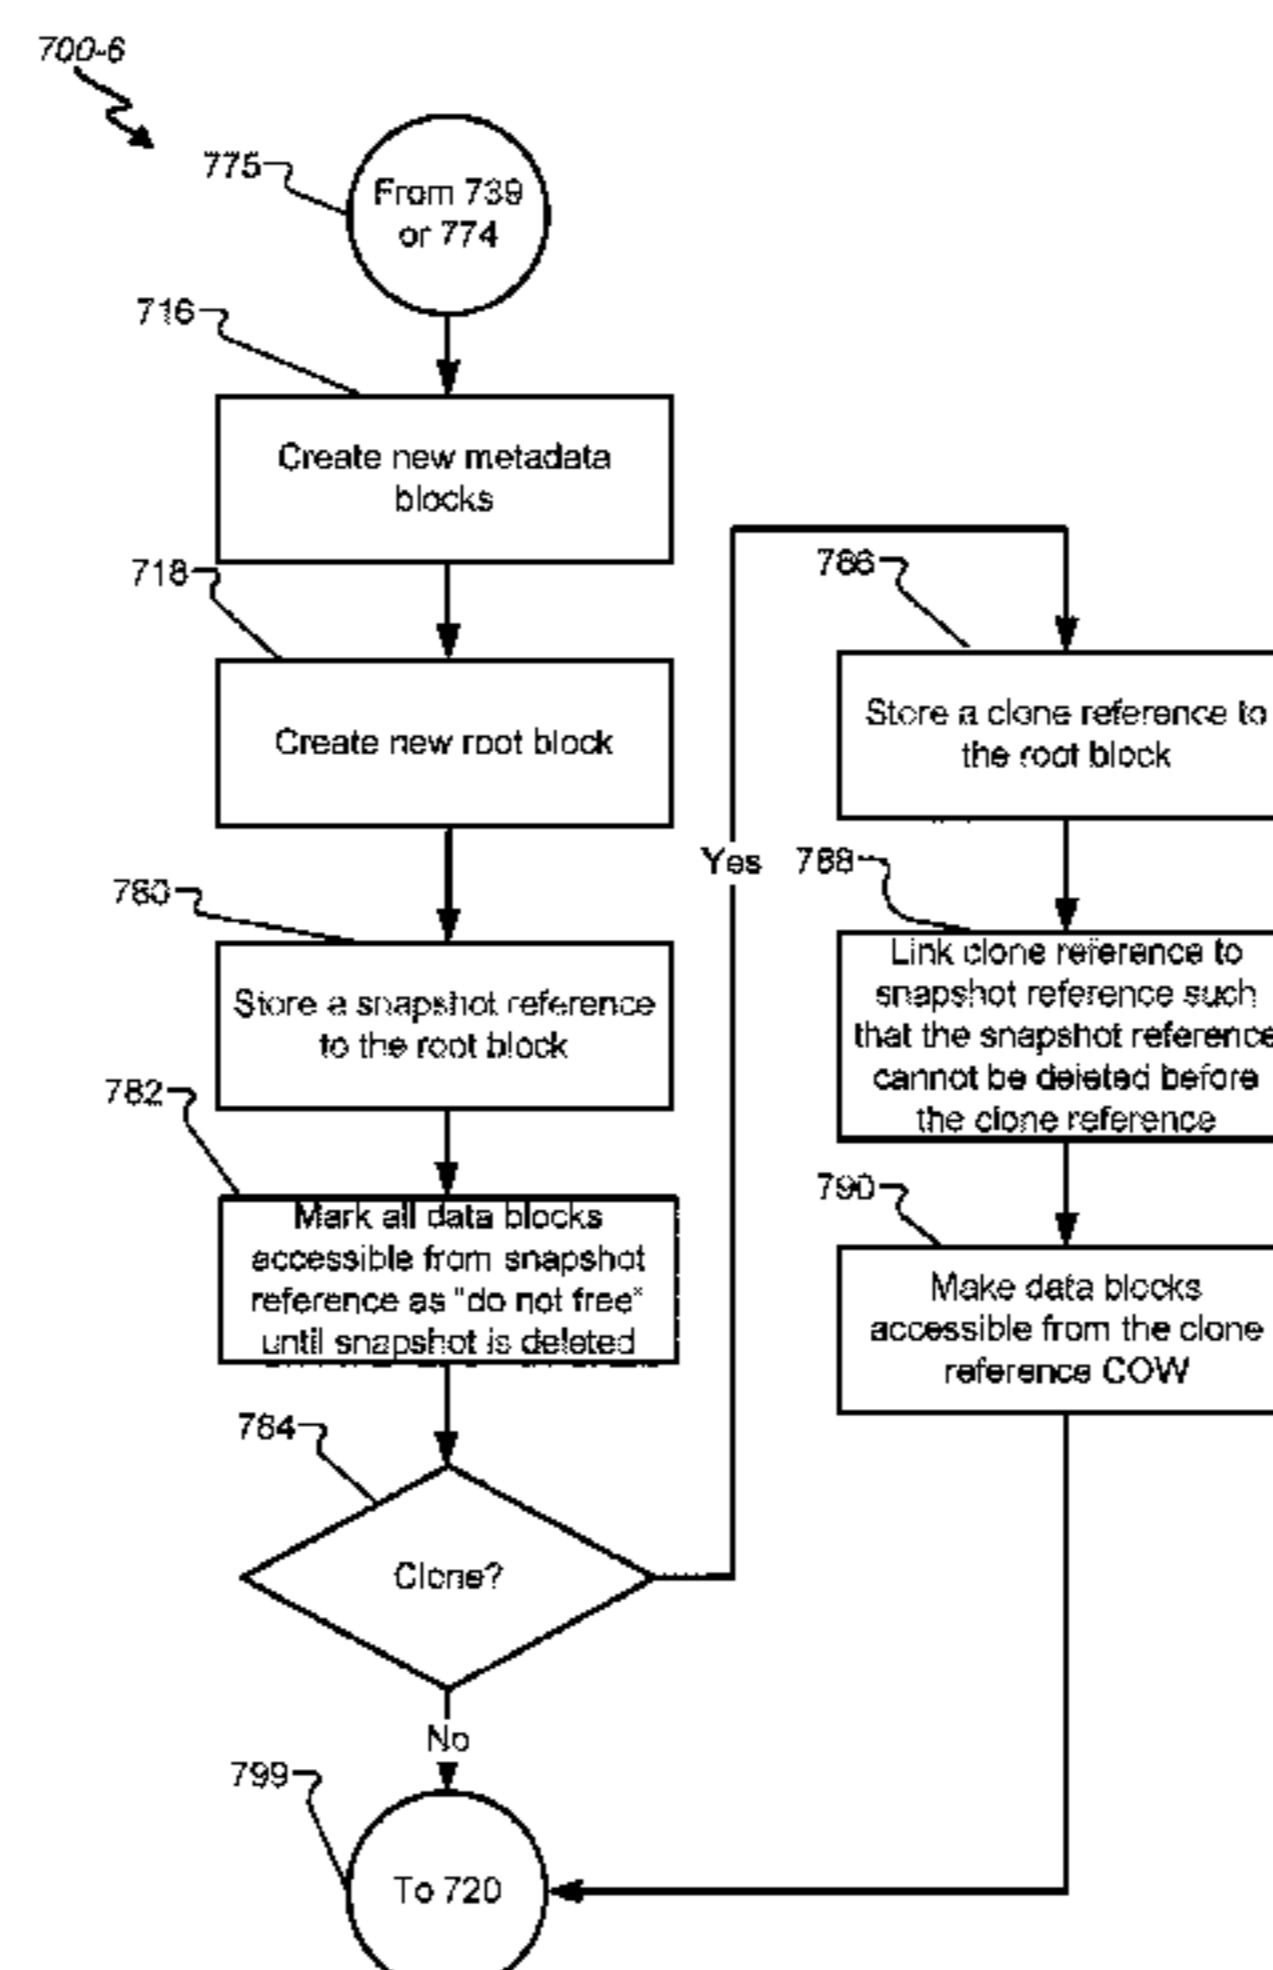 700-6
775
From 739
or 774
716
Create new metadata
blocks
718
Create new root block
780
Store a snapshot reference
to the root block
782
Mark all data blocks
accessible from snapshot
reference as "do not free"
until snapshot is deleted
784
Clone?
Yes
No
786
Store a clone reference to
the root block
788
Link clone reference to
snapshot reference such
that the snapshot reference
cannot be deleted before
the clone reference
790
Make data blocks
accessible from the clone
reference COW
799
To 720